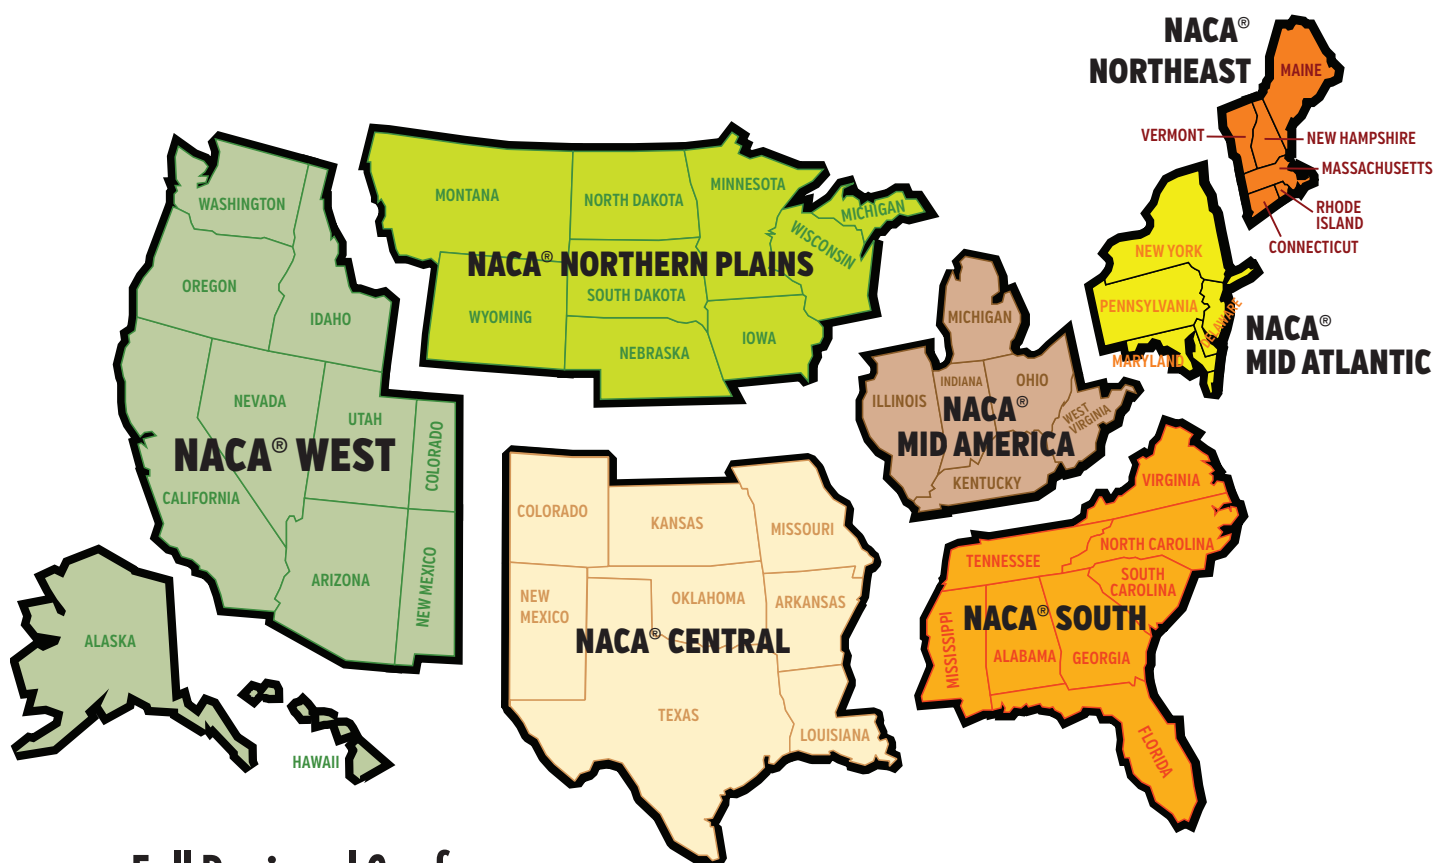 NACA®
NORTHEAST
MAINE
VERMONT
NEW HAMPSHIRE
MASSACHUSETTS
RHODE
ISLAND
CONNECTICUT
WASHINGTON
OREGON
IDAHO
NEVADA
UTAH
COLORADO
NACA® WEST
CALIFORNIA
ARIZONA
NEW MEXICO
ALASKA
HAWAII
MONTANA
NORTH DAKOTA
MINNESOTA
MICHIGAN
WISCONSIN
NACA® NORTHERN PLAINS
SOUTH DAKOTA
WYOMING
IOWA
NEBRASKA
NEW YORK
PENNSYLVANIA
DELAWARE
MARYLAND
NACA®
MID ATLANTIC
MICHIGAN
INDIANA
OHIO
ILLINOIS
WEST
VIRGINIA
NACA®
MID AMERICA
KENTUCKY
COLORADO
KANSAS
MISSOURI
NEW
MEXICO
OKLAHOMA
ARKANSAS
NACA® CENTRAL
TEXAS
LOUISIANA
VIRGINIA
TENNESSEE
NORTH CAROLINA
SOUTH
CAROLINA
NACA® SOUTH
MISSISSIPPI
ALABAMA
GEORGIA
FLORIDA